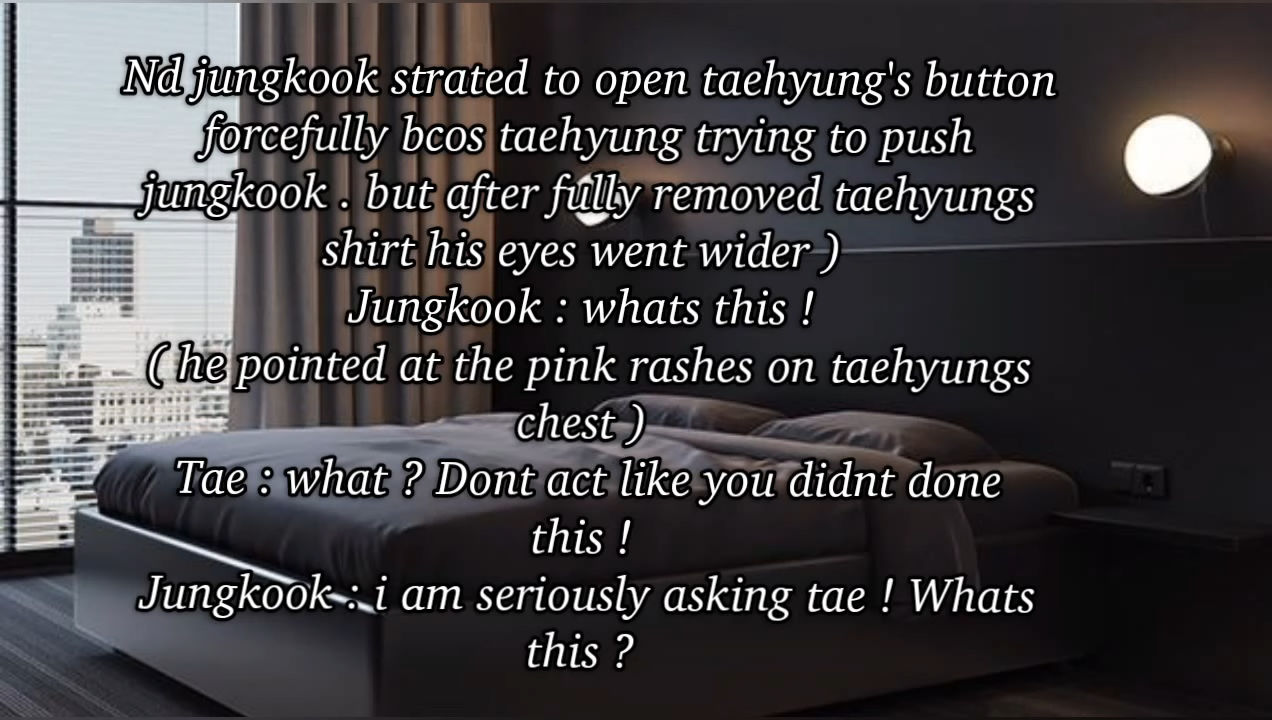 Nd jungkook strated to open taehyung's button
forcefully bcos taehyung trying to push
jungkook . but after fully removed taehyungs
shirt his eyes went wider )
Jungkook : whats this !
( he pointed at the pink rashes on taehyungs
chest )
Tae : what ? Dont act like you didnt done
this !
Jungkook : i am seriously asking tae ! Whats
this ?